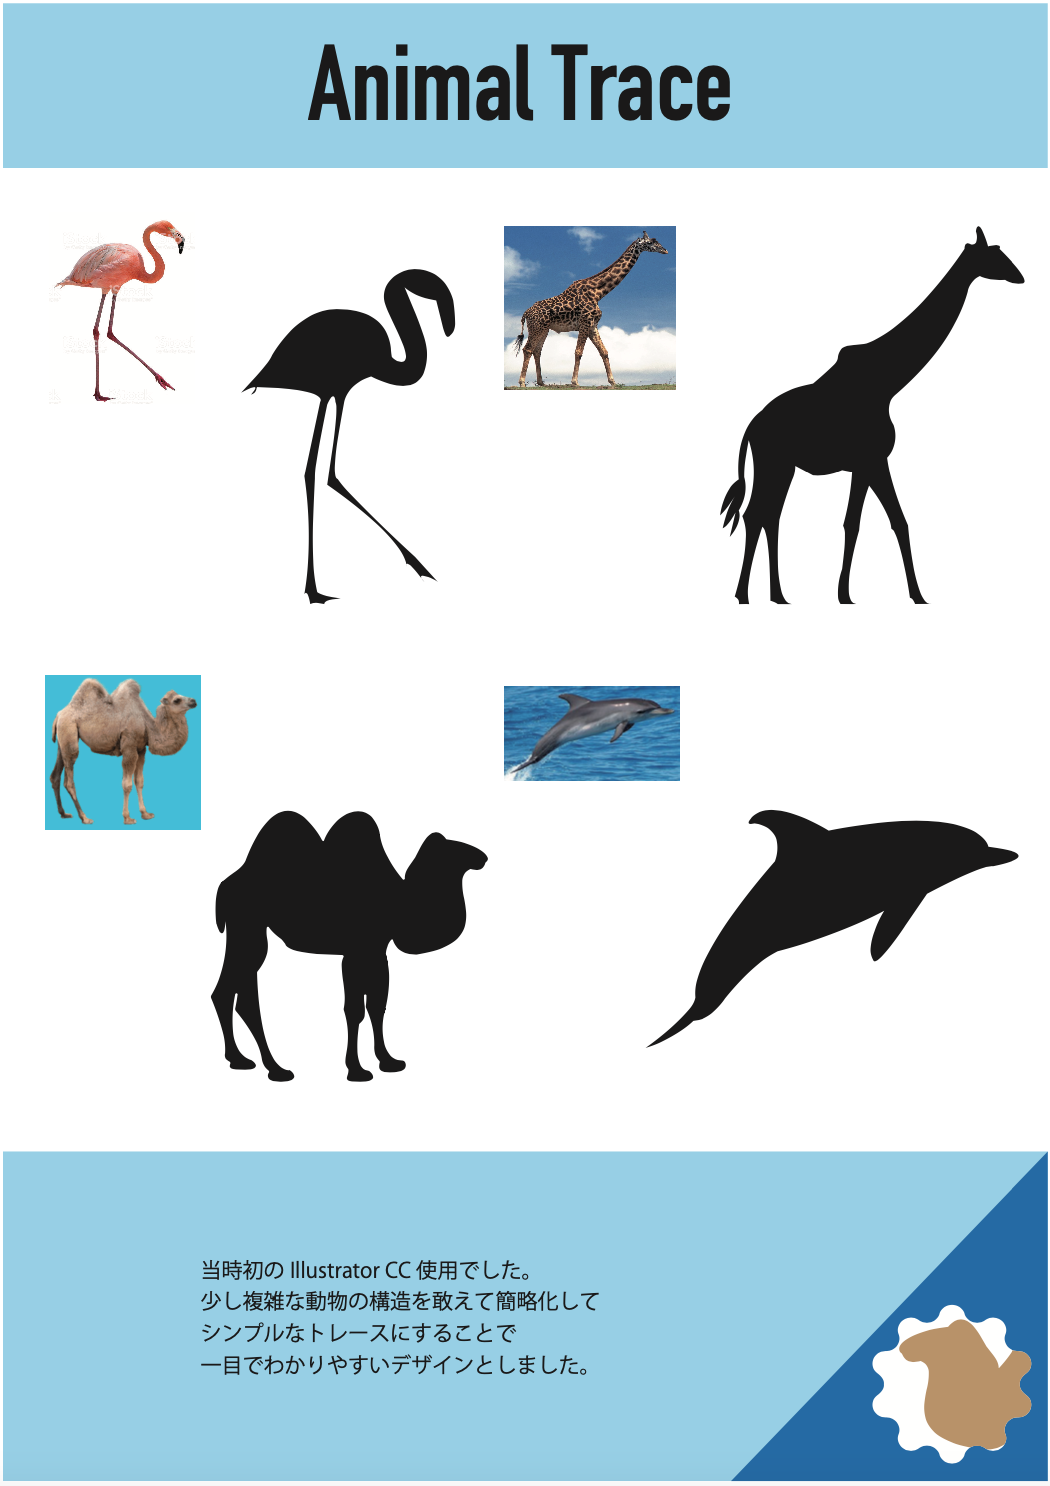 Animal Trace
当時初の Illustrator CC 使用でした。
少し複雑な動物の構造を敢えて簡略化して
シンプルなトレースにすることで
一目でわかりやすいデザインとしました。